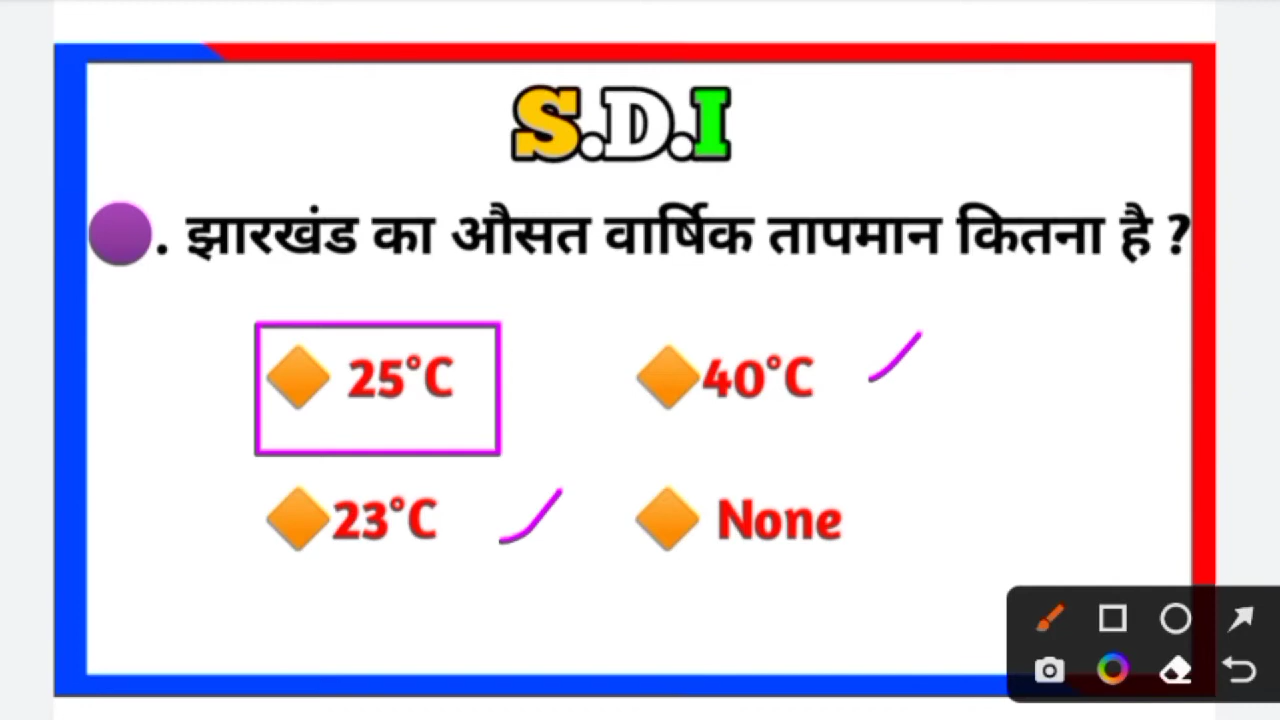 S.D.I
. झारखंड का औसत वार्षिक तापमान कितना है ?
25°C
40°C
23°C
None